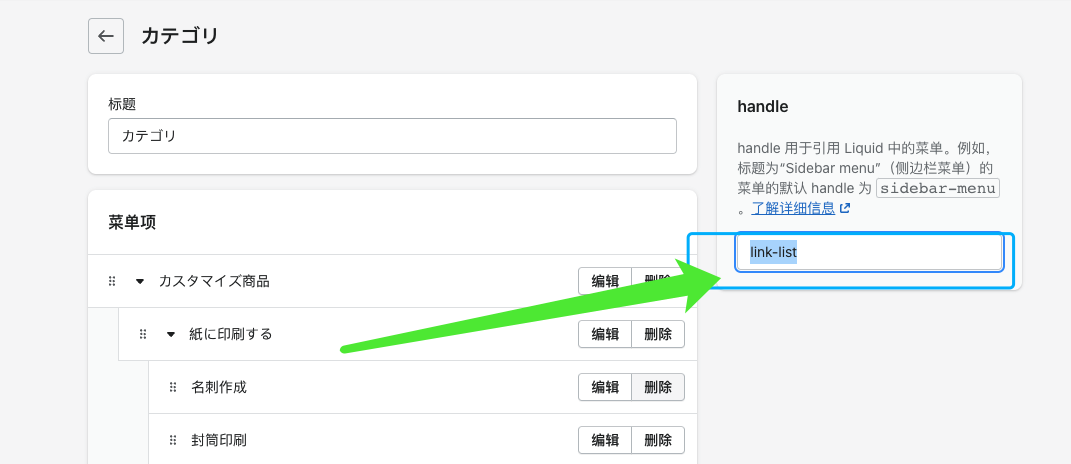 カテゴリ
标题
カテゴリ
菜单项
カスタマイズ商品
编辑
删除
紙に印刷する
编辑
删除
名刺作成
编辑
删除
封筒印刷
编辑
删除
handle
handle 用于引用 Liquid 中的菜单。例如,
标题为“Sidebar menu”（侧边栏菜单）的
菜单的默认 handle 为 sidebar-menu
。了解详细信息
link-list